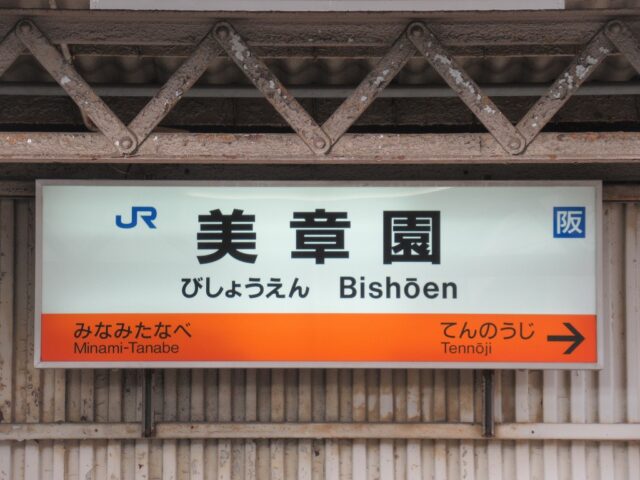 JR 美章園 阪
びしょうえん Bishōen
みなみたなべ てんのうじ →
Minami-Tanabe Tennōji